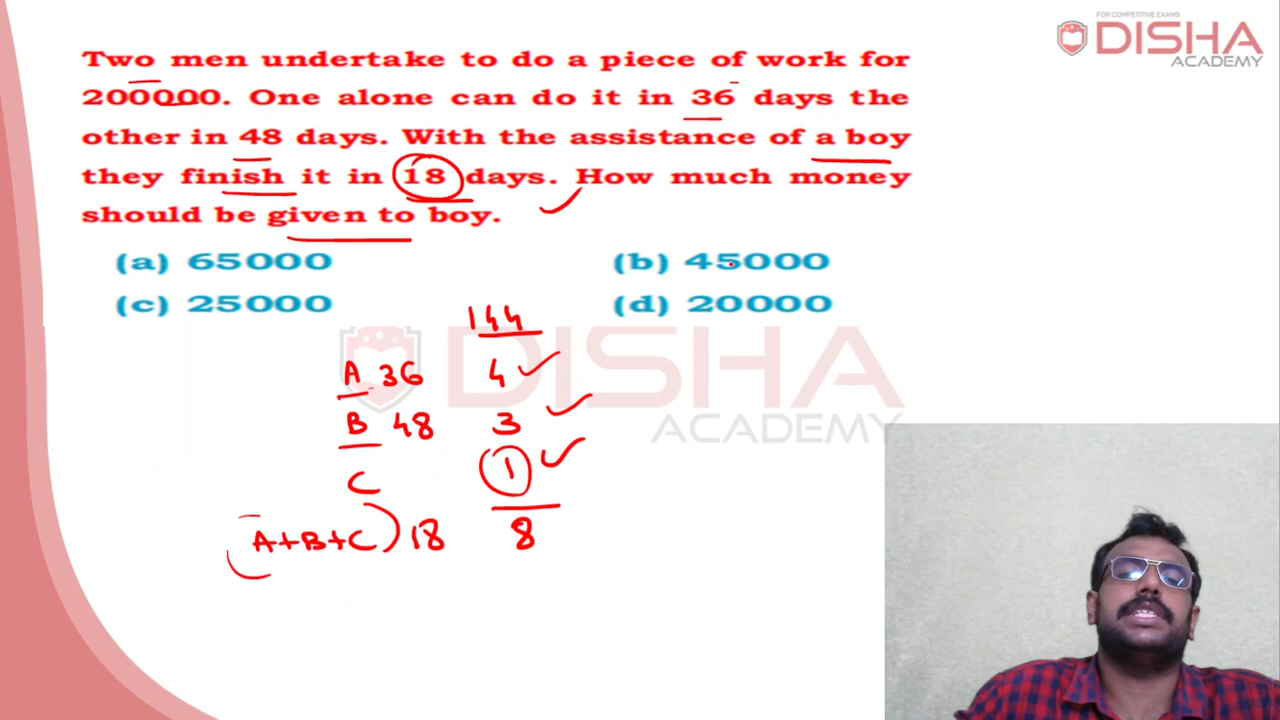 FOR COMPETITIVE EXAMS
DISHA
ACADEMY
Two men undertake to do a piece of work for
200000. One alone can do it in 36 days the
other in 48 days. With the assistance of a boy
they finish it in 18 days. How much money
should be given to boy.
(a) 65000 (b) 45000
(c) 25000 (d) 20000
144
DISHA
ACADEMY
A 36 4
B 48 3
C 1
(A+B+C) 18 8